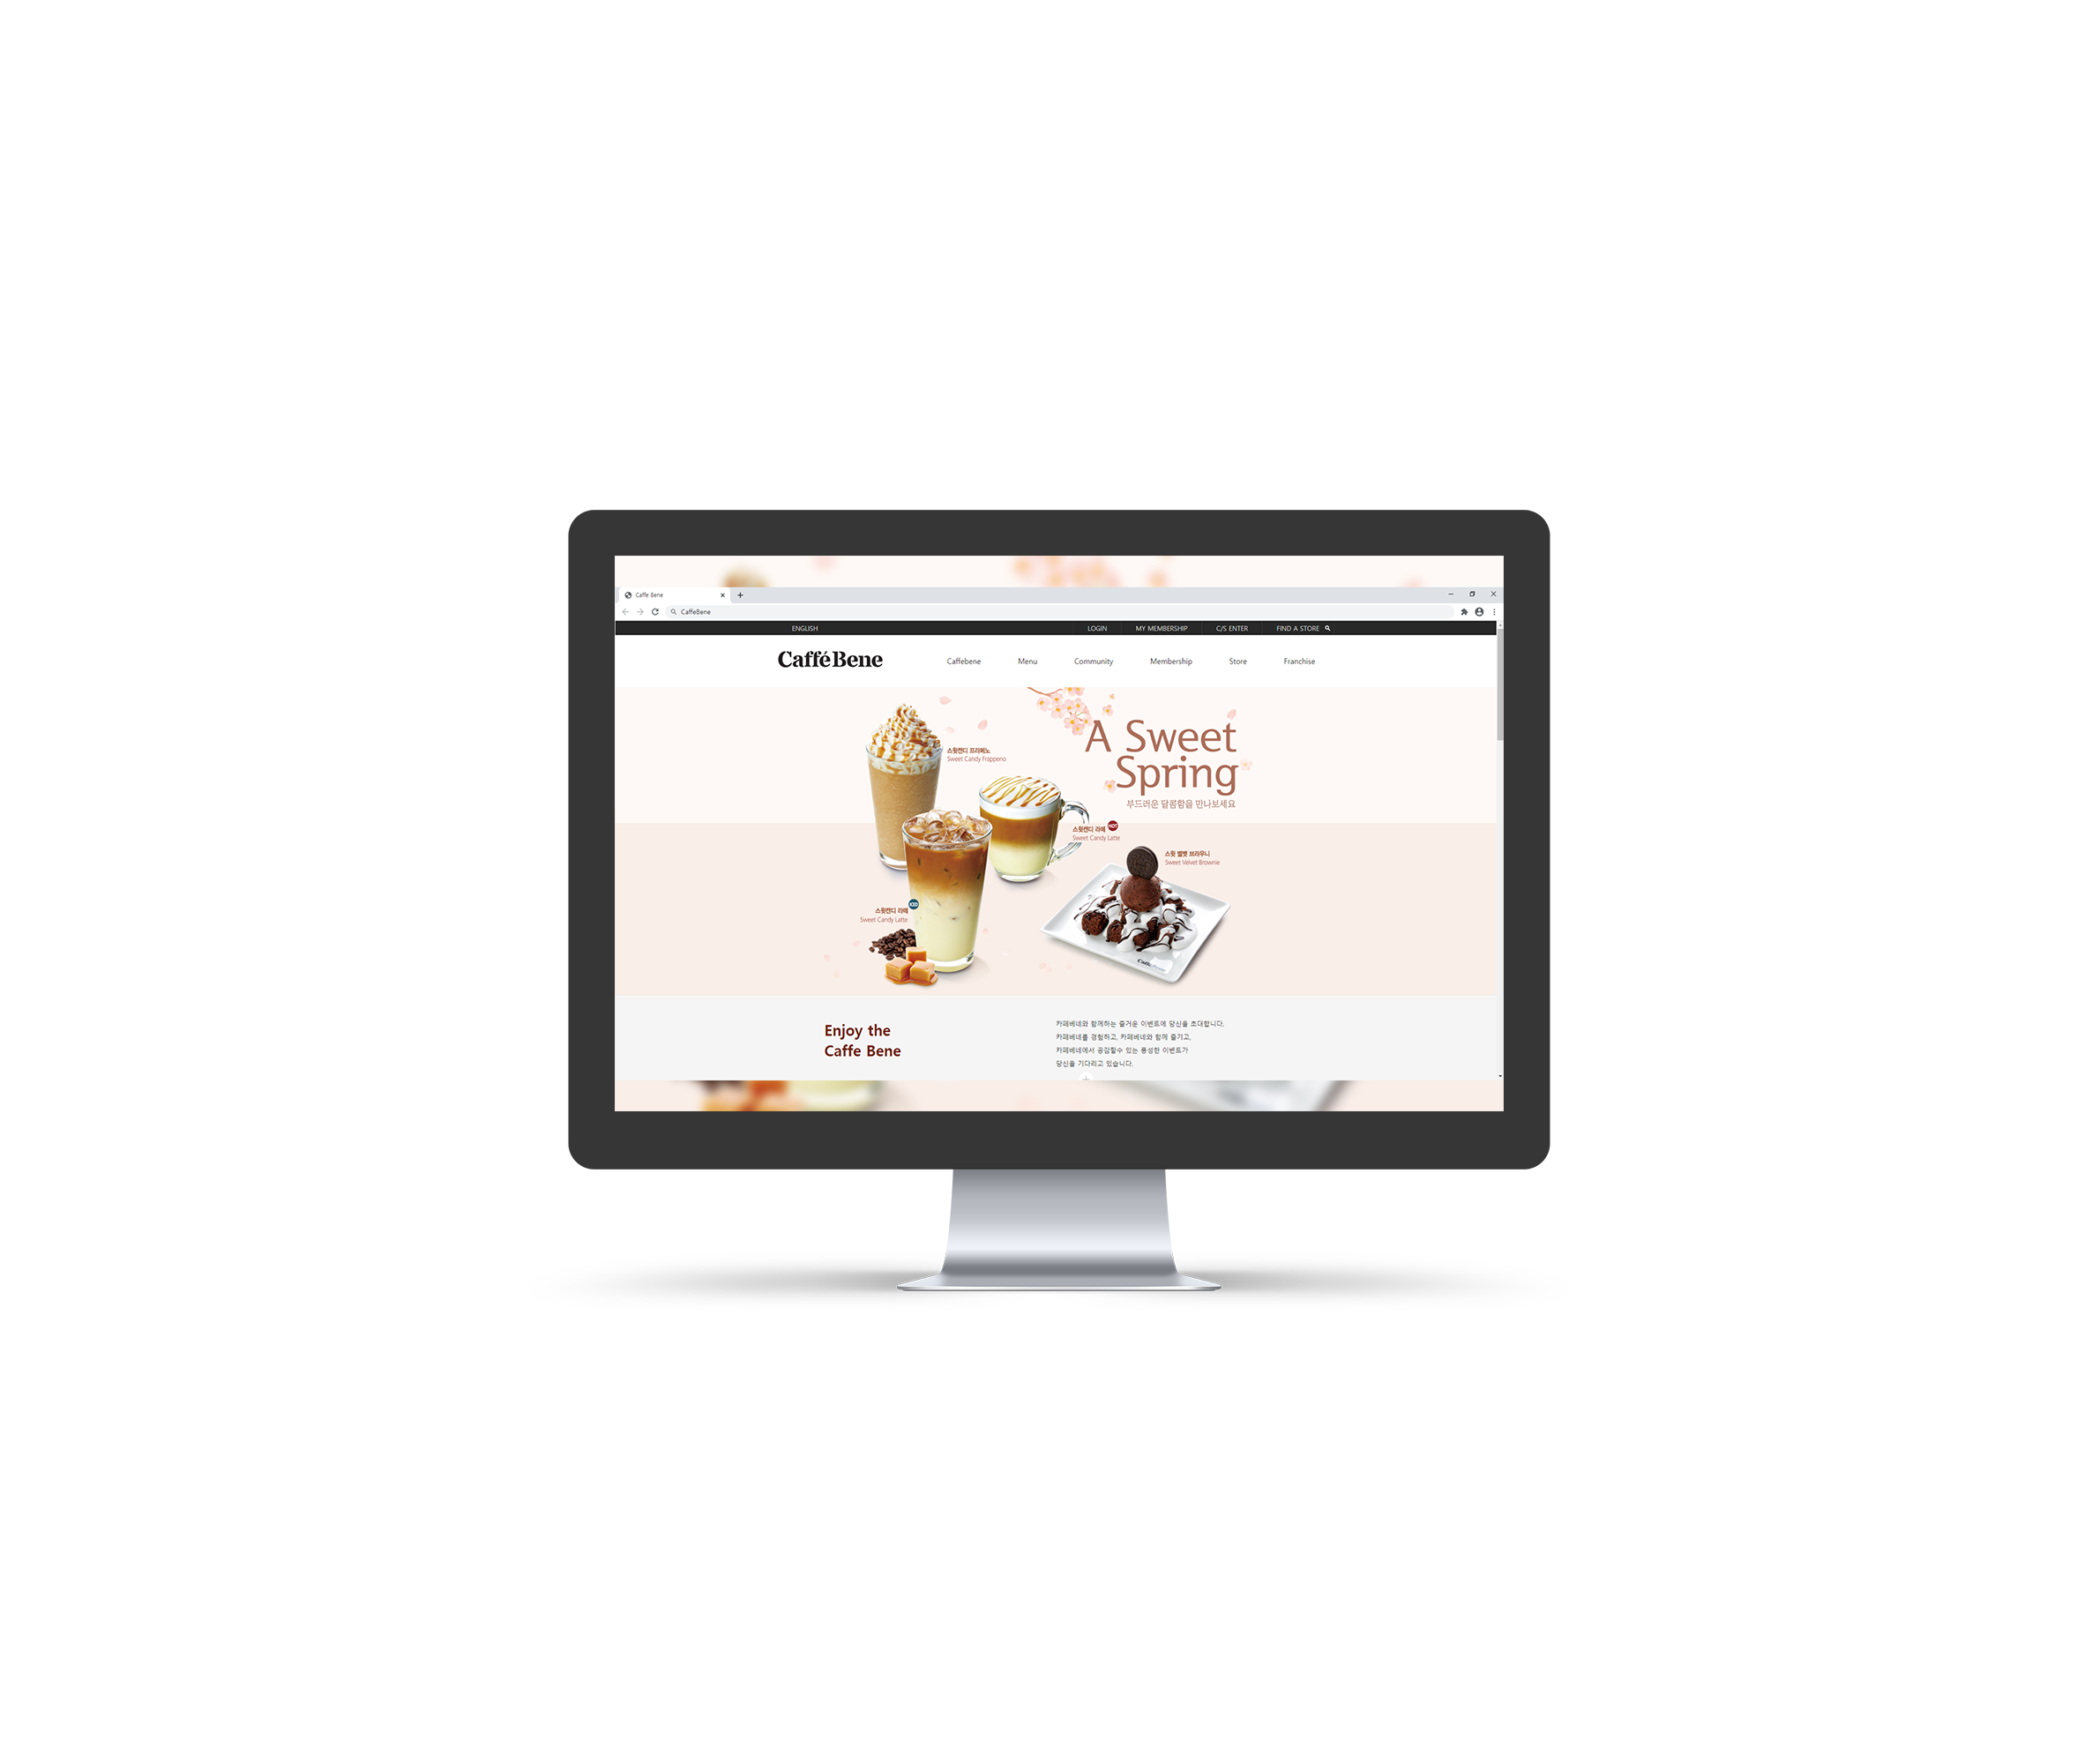 Caffe Bene
CaffeBene
ENGLISH
LOGIN
MY MEMBERSHIP
C/S ENTER
FIND A STORE
Caffé Bene
Caffebene
Menu
Community
Membership
Store
Franchise
A Sweet
Spring
부드러운 달콤함을 만나보세요
스윗캔디 프라페노
Sweet Candy Frappeno
스윗캔디 라떼 HOT
Sweet Candy Latte
스윗 벨벳 브라우니
Sweet Velvet Brownie
스윗캔디 라떼 ICED
Sweet Candy Latte
Enjoy the
Caffe Bene
카페베네와 함께하는 즐거운 이벤트에 당신을 초대합니다.
카페베네를 경험하고, 카페베네와 함께 즐기고,
카페베네에서 공감할수 있는 풍성한 이벤트가
당신을 기다리고 있습니다.